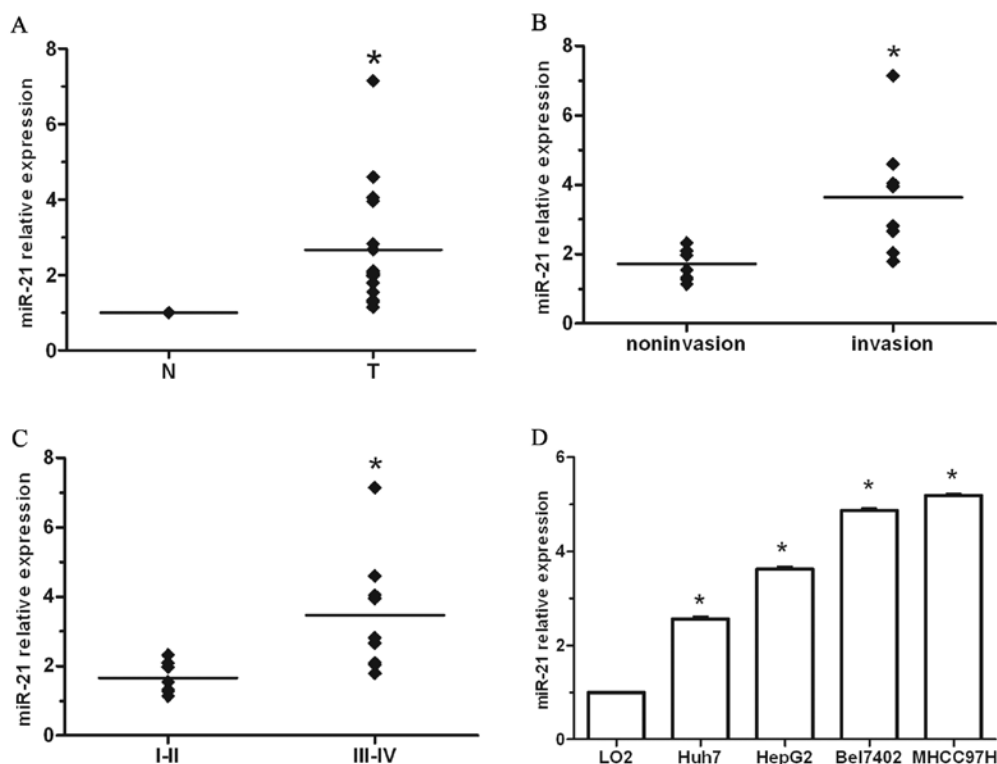 A
miR-21 relative expression
8
6
4
2
0
*
N T
B
miR-21 relative expression
8
6
4
2
0
*
noninvasion invasion
C
miR-21 relative expression
8
6
4
2
0
*
I-II III-IV
D
miR-21 relative expression
6
4
2
0
* * * *
LO2 Huh7 HepG2 Bel7402 MHCC97H